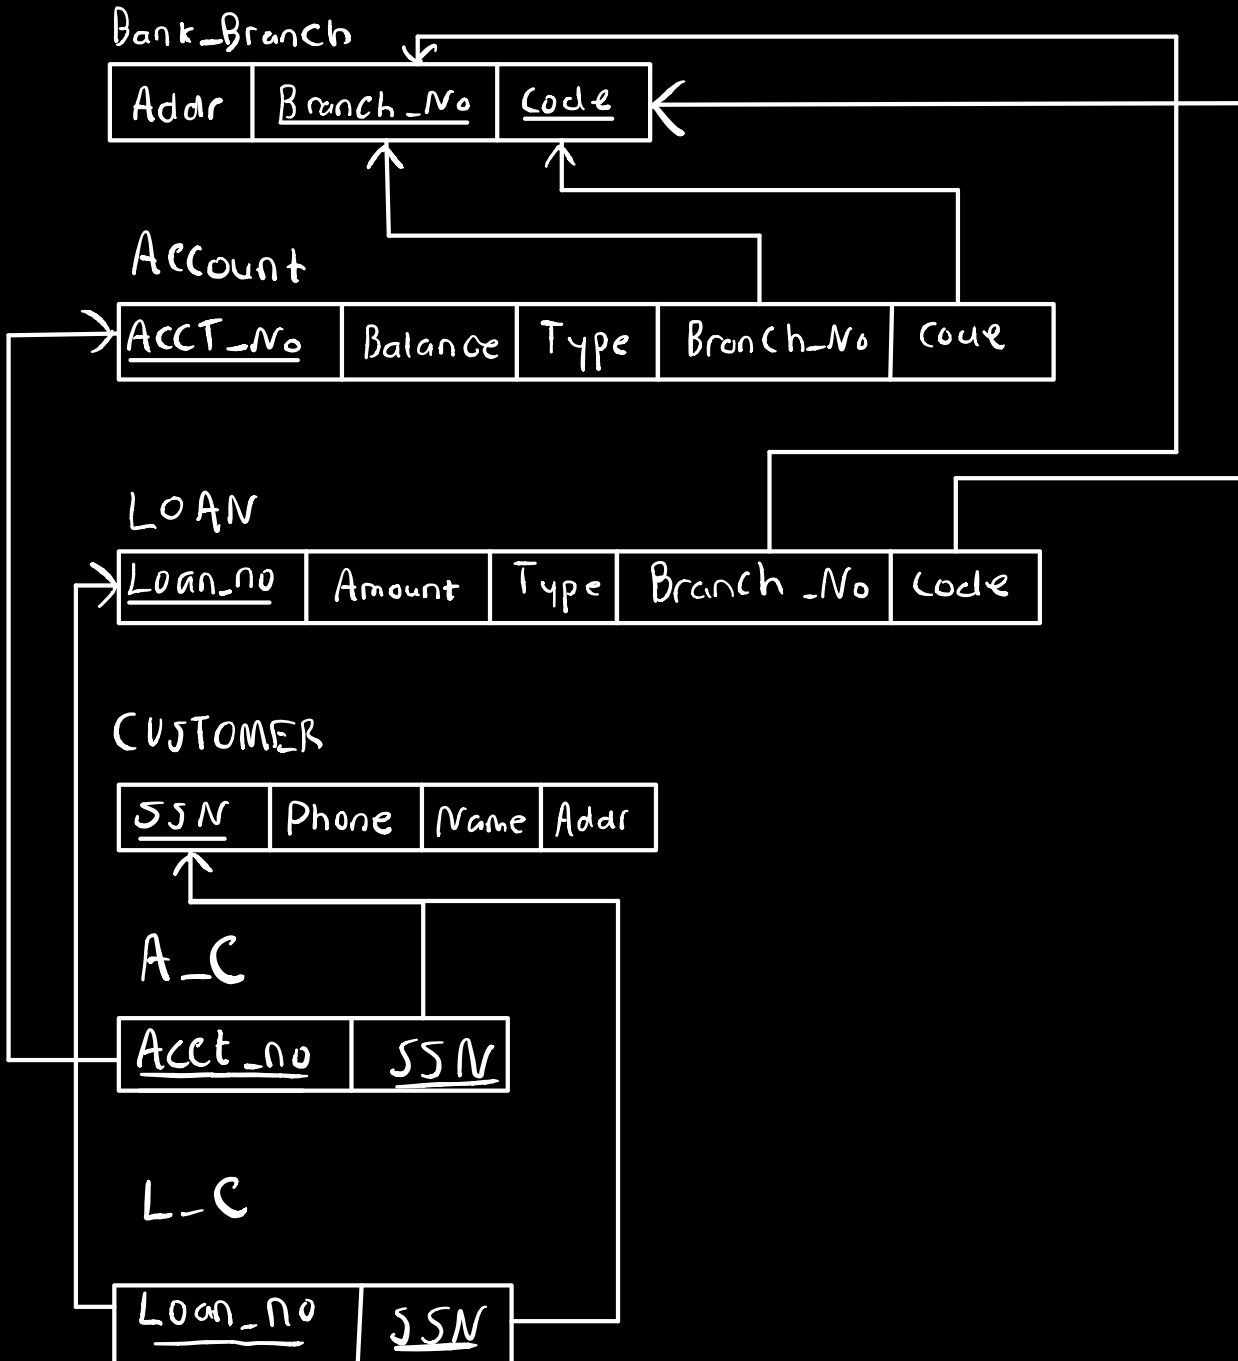 Bank_Branch
Addr Branch_No Code
Account
ACCT_No Balance Type Branch_No Code
LOAN
Loan_no Amount Type Branch_No Code
CUSTOMER
SSN Phone Name Addr
A_C
Acct_no SSN
L_C
Loan_no SSN